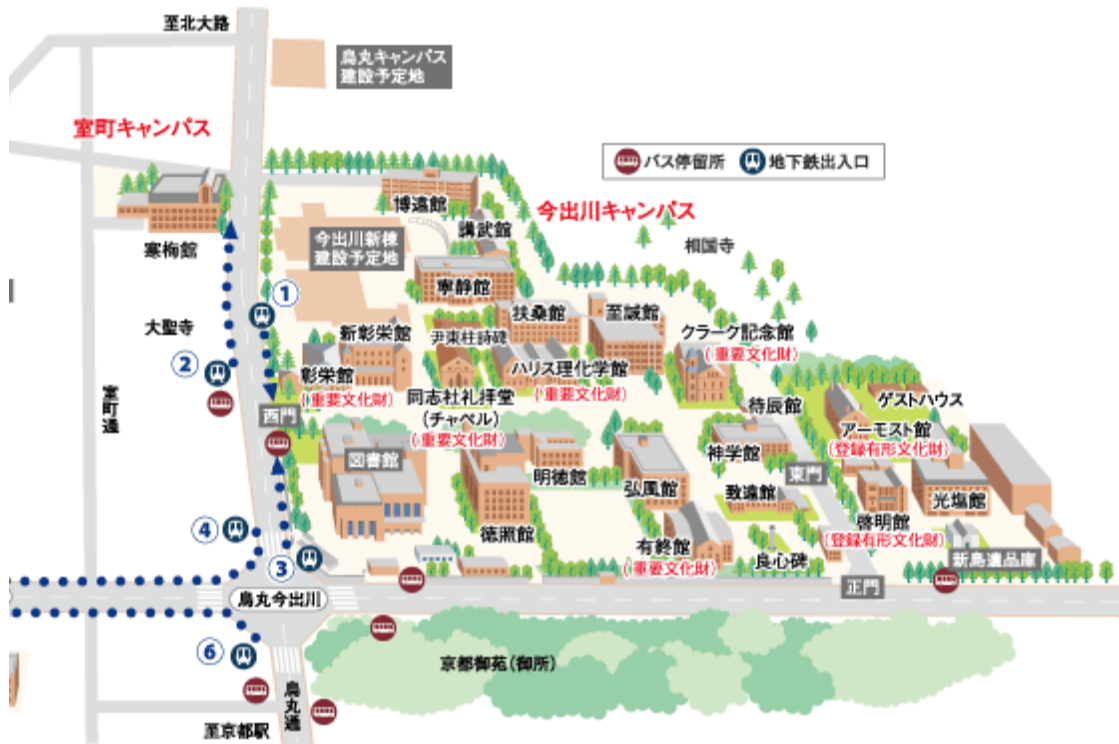 至北大路
烏丸キャンパス
建設予定地
室町キャンパス
バス停留所
地下鉄出入口
博遠館
今出川キャンパス
講武館
相国寺
寒梅館
今出川新棟
建設予定地
寧静館
①
扶桑館
至誠館
大聖寺
新彰栄館
尹東柱詩碑
クラーク記念館
(重要文化財)
②
彰栄館
(重要文化財)
ハリス理化学館
(重要文化財)
室町通
同志社礼拝堂
(チャペル)
(重要文化財)
待辰館
ゲストハウス
西門
アーモスト館
(登録有形文化財)
図書館
明徳館
神学館
東門
弘風館
致遠館
光塩館
④
徳照館
啓明館
(登録有形文化財)
有終館
(重要文化財)
良心碑
新島遺品庫
③
正門
烏丸今出川
⑥
京都御苑(御所)
烏丸通
至京都駅